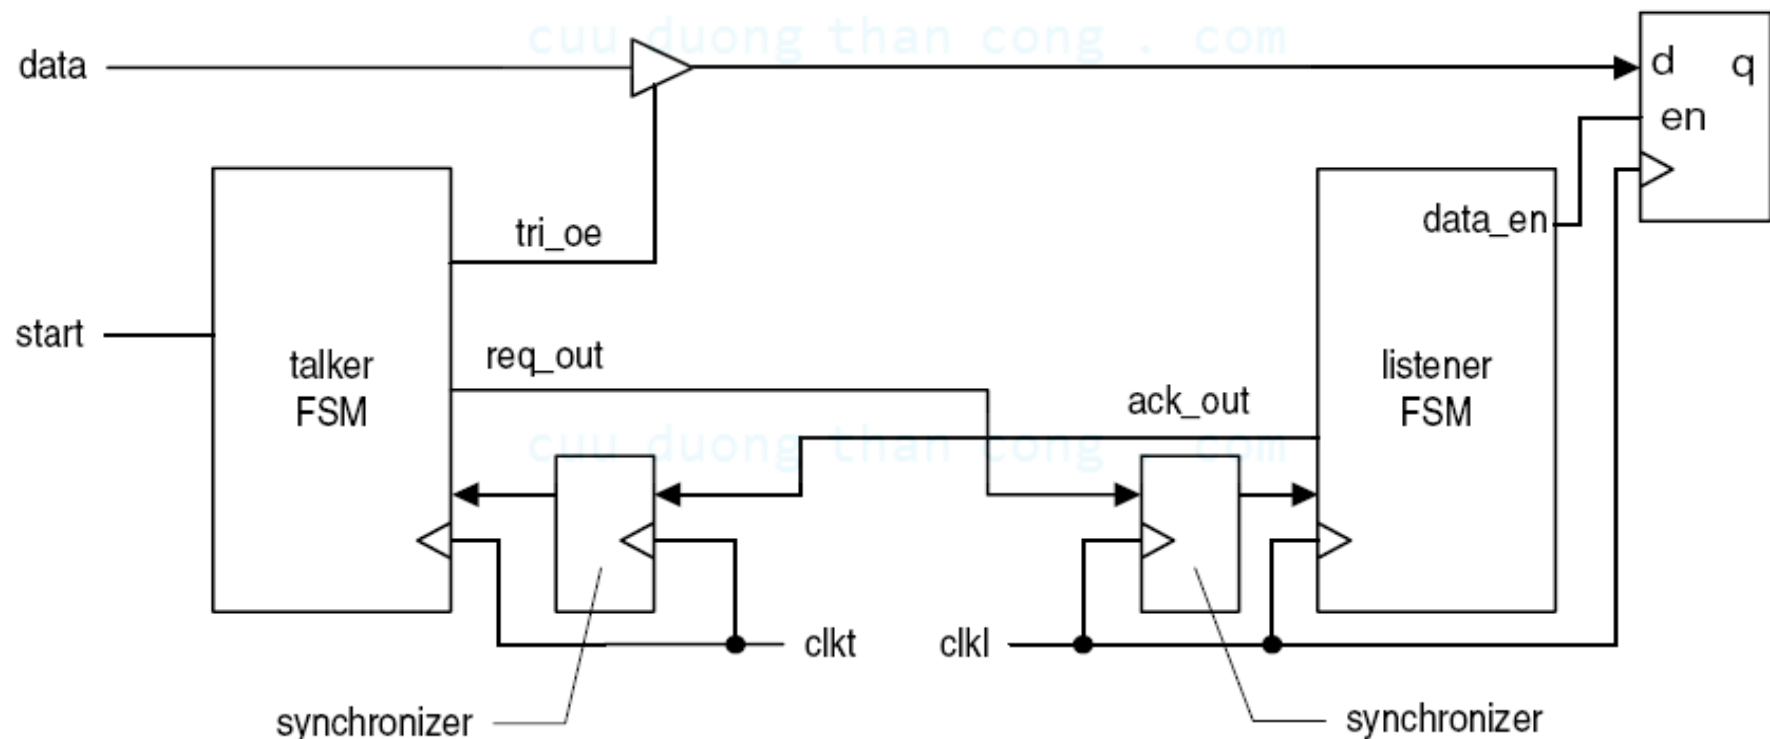 cuu duong than cong . com
data
d q
en
data_en
tri_oe
start
req_out
talker
FSM
listener
FSM
ack_out
cuu duong than cong . com
clkt
clkl
synchronizer
synchronizer